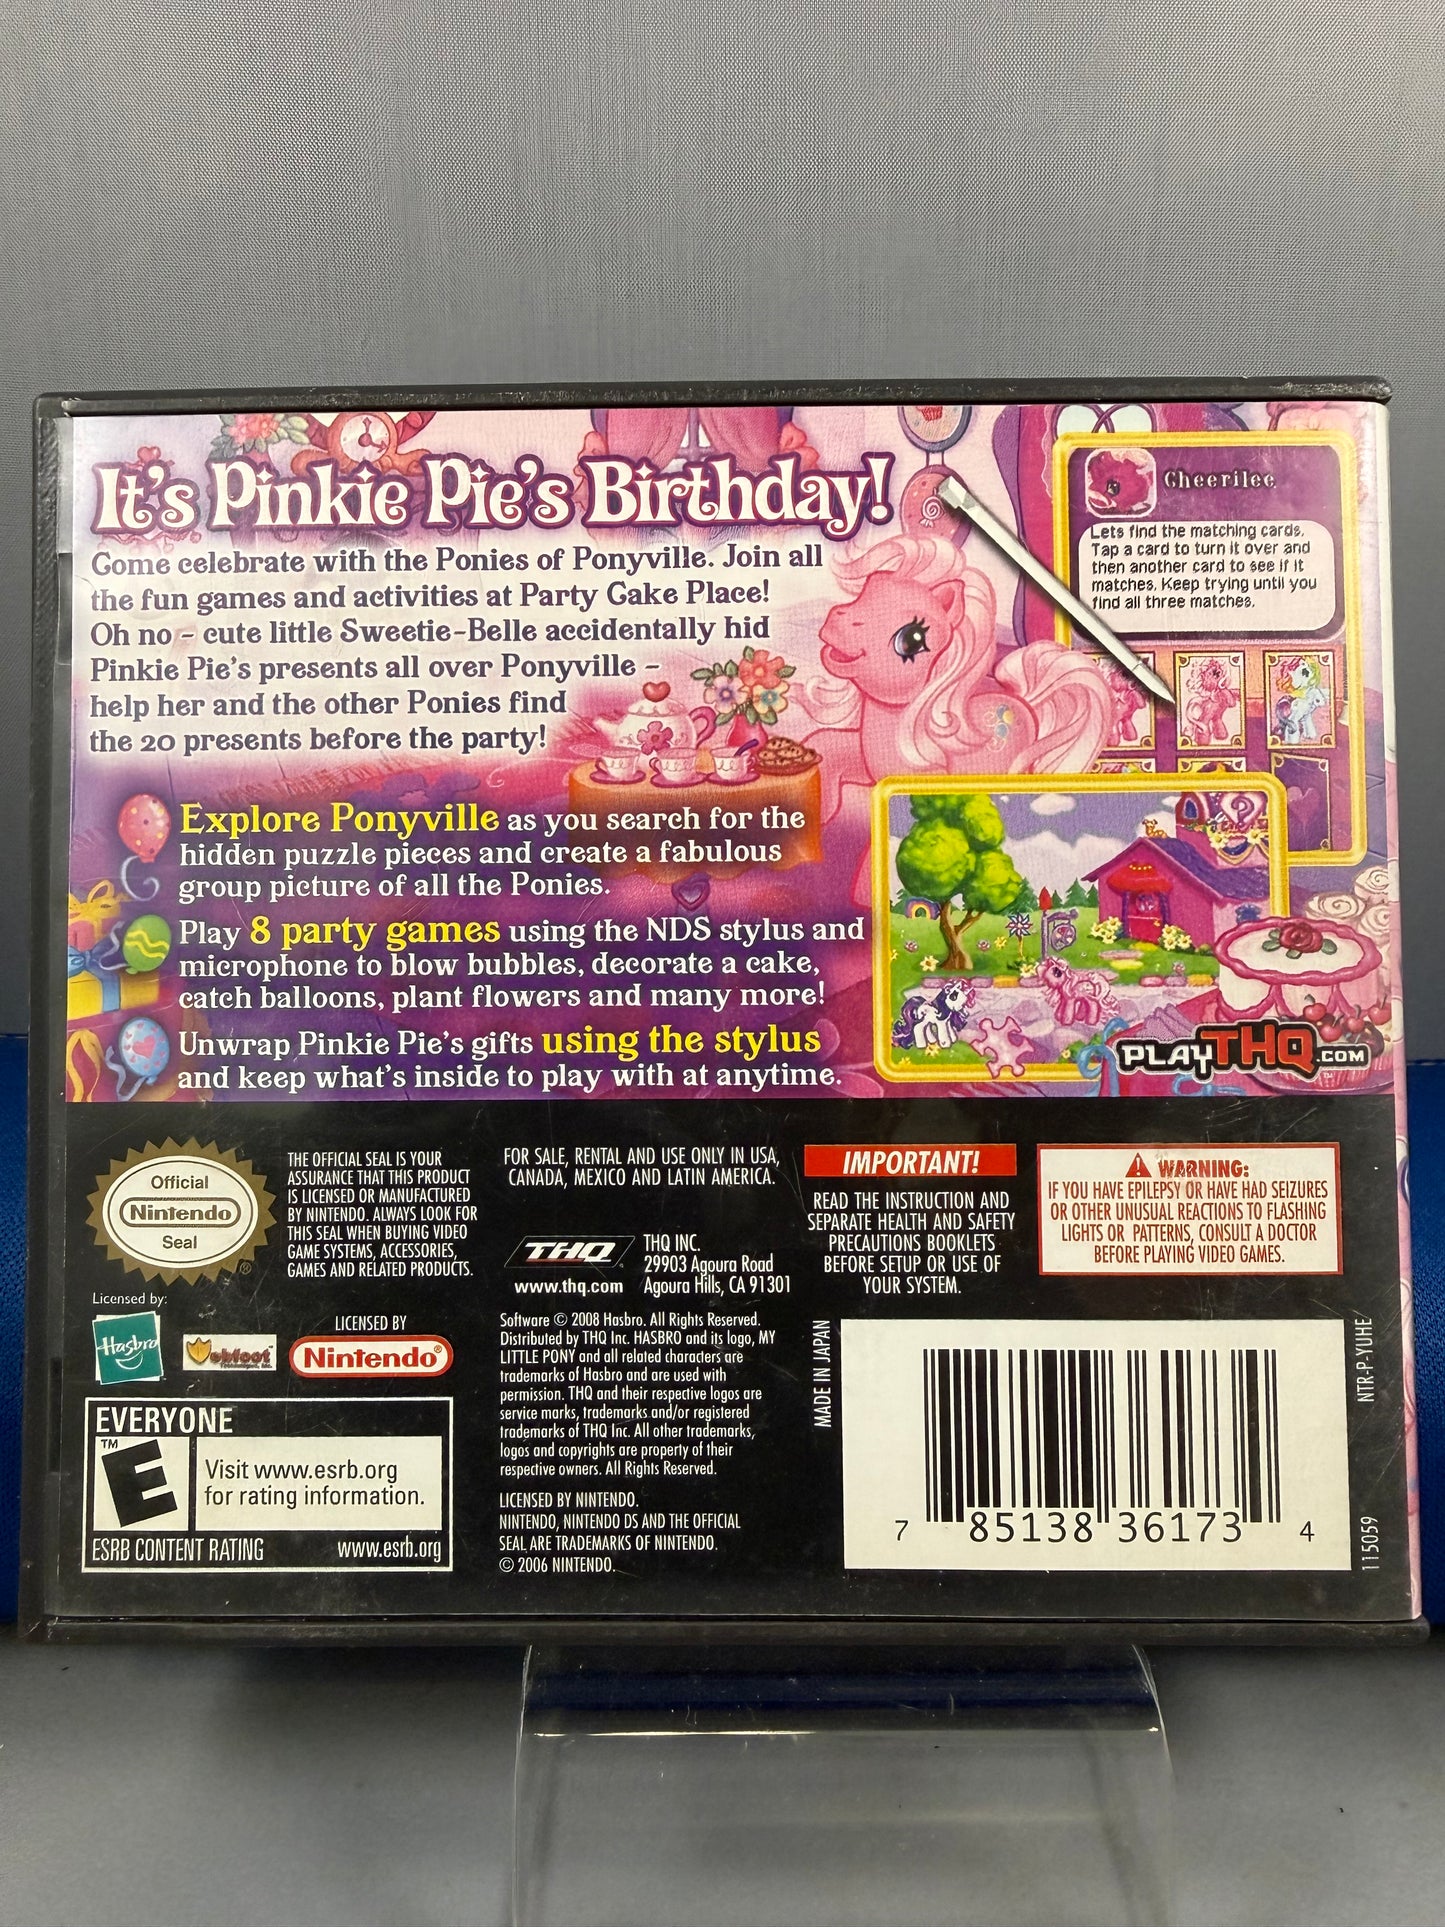 It's Pinkie Pie's Birthday!
Come celebrate with the Ponies of Ponyville. Join all
the fun games and activities at Party Cake Place!
Oh no - cute little Sweetie-Belle accidentally hid
Pinkie Pie's presents all over Ponyville -
help her and the other Ponies find
the 20 presents before the party!
Cheerilee
Lets find the matching cards.
Tap a card to turn it over and
then another card to see if it
matches. Keep trying until you
find all three matches.
Explore Ponyville as you search for the
hidden puzzle pieces and create a fabulous
group picture of all the Ponies.
Play 8 party games using the NDS stylus and
microphone to blow bubbles, decorate a cake,
catch balloons, plant flowers and many more!
Unwrap Pinkie Pie's gifts using the stylus
and keep what's inside to play with at anytime.
PLAYTHQ.COM
Official
Nintendo
Seal
THE OFFICIAL SEAL IS YOUR
ASSURANCE THAT THIS PRODUCT
IS LICENSED OR MANUFACTURED
BY NINTENDO. ALWAYS LOOK FOR
THIS SEAL WHEN BUYING VIDEO
GAME SYSTEMS, ACCESSORIES,
GAMES AND RELATED PRODUCTS.
Licensed by:
Hasbro
Webfoot
Technologies, Inc.
LICENSED BY
Nintendo®
EVERYONE
E™
Visit www.esrb.org
for rating information.
ESRB CONTENT RATING www.esrb.org
FOR SALE, RENTAL AND USE ONLY IN USA,
CANADA, MEXICO AND LATIN AMERICA.
THQ
www.thq.com
THQ INC.
29903 Agoura Road
Agoura Hills, CA 91301
Software © 2008 Hasbro. All Rights Reserved.
Distributed by THQ Inc. HASBRO and its logo, MY
LITTLE PONY and all related characters are
trademarks of Hasbro and are used with
permission. THQ and their respective logos are
service marks, trademarks and/or registered
trademarks of THQ Inc. All other trademarks,
logos and copyrights are property of their
respective owners. All Rights Reserved.
LICENSED BY NINTENDO.
NINTENDO, NINTENDO DS AND THE OFFICIAL
SEAL ARE TRADEMARKS OF NINTENDO.
© 2006 NINTENDO.
IMPORTANT!
READ THE INSTRUCTION AND
SEPARATE HEALTH AND SAFETY
PRECAUTIONS BOOKLETS
BEFORE SETUP OR USE OF
YOUR SYSTEM.
WARNING:
IF YOU HAVE EPILEPSY OR HAVE HAD SEIZURES
OR OTHER UNUSUAL REACTIONS TO FLASHING
LIGHTS OR PATTERNS, CONSULT A DOCTOR
BEFORE PLAYING VIDEO GAMES.
MADE IN JAPAN
7 85138 36173 4
NTR-P-YUHE
115059